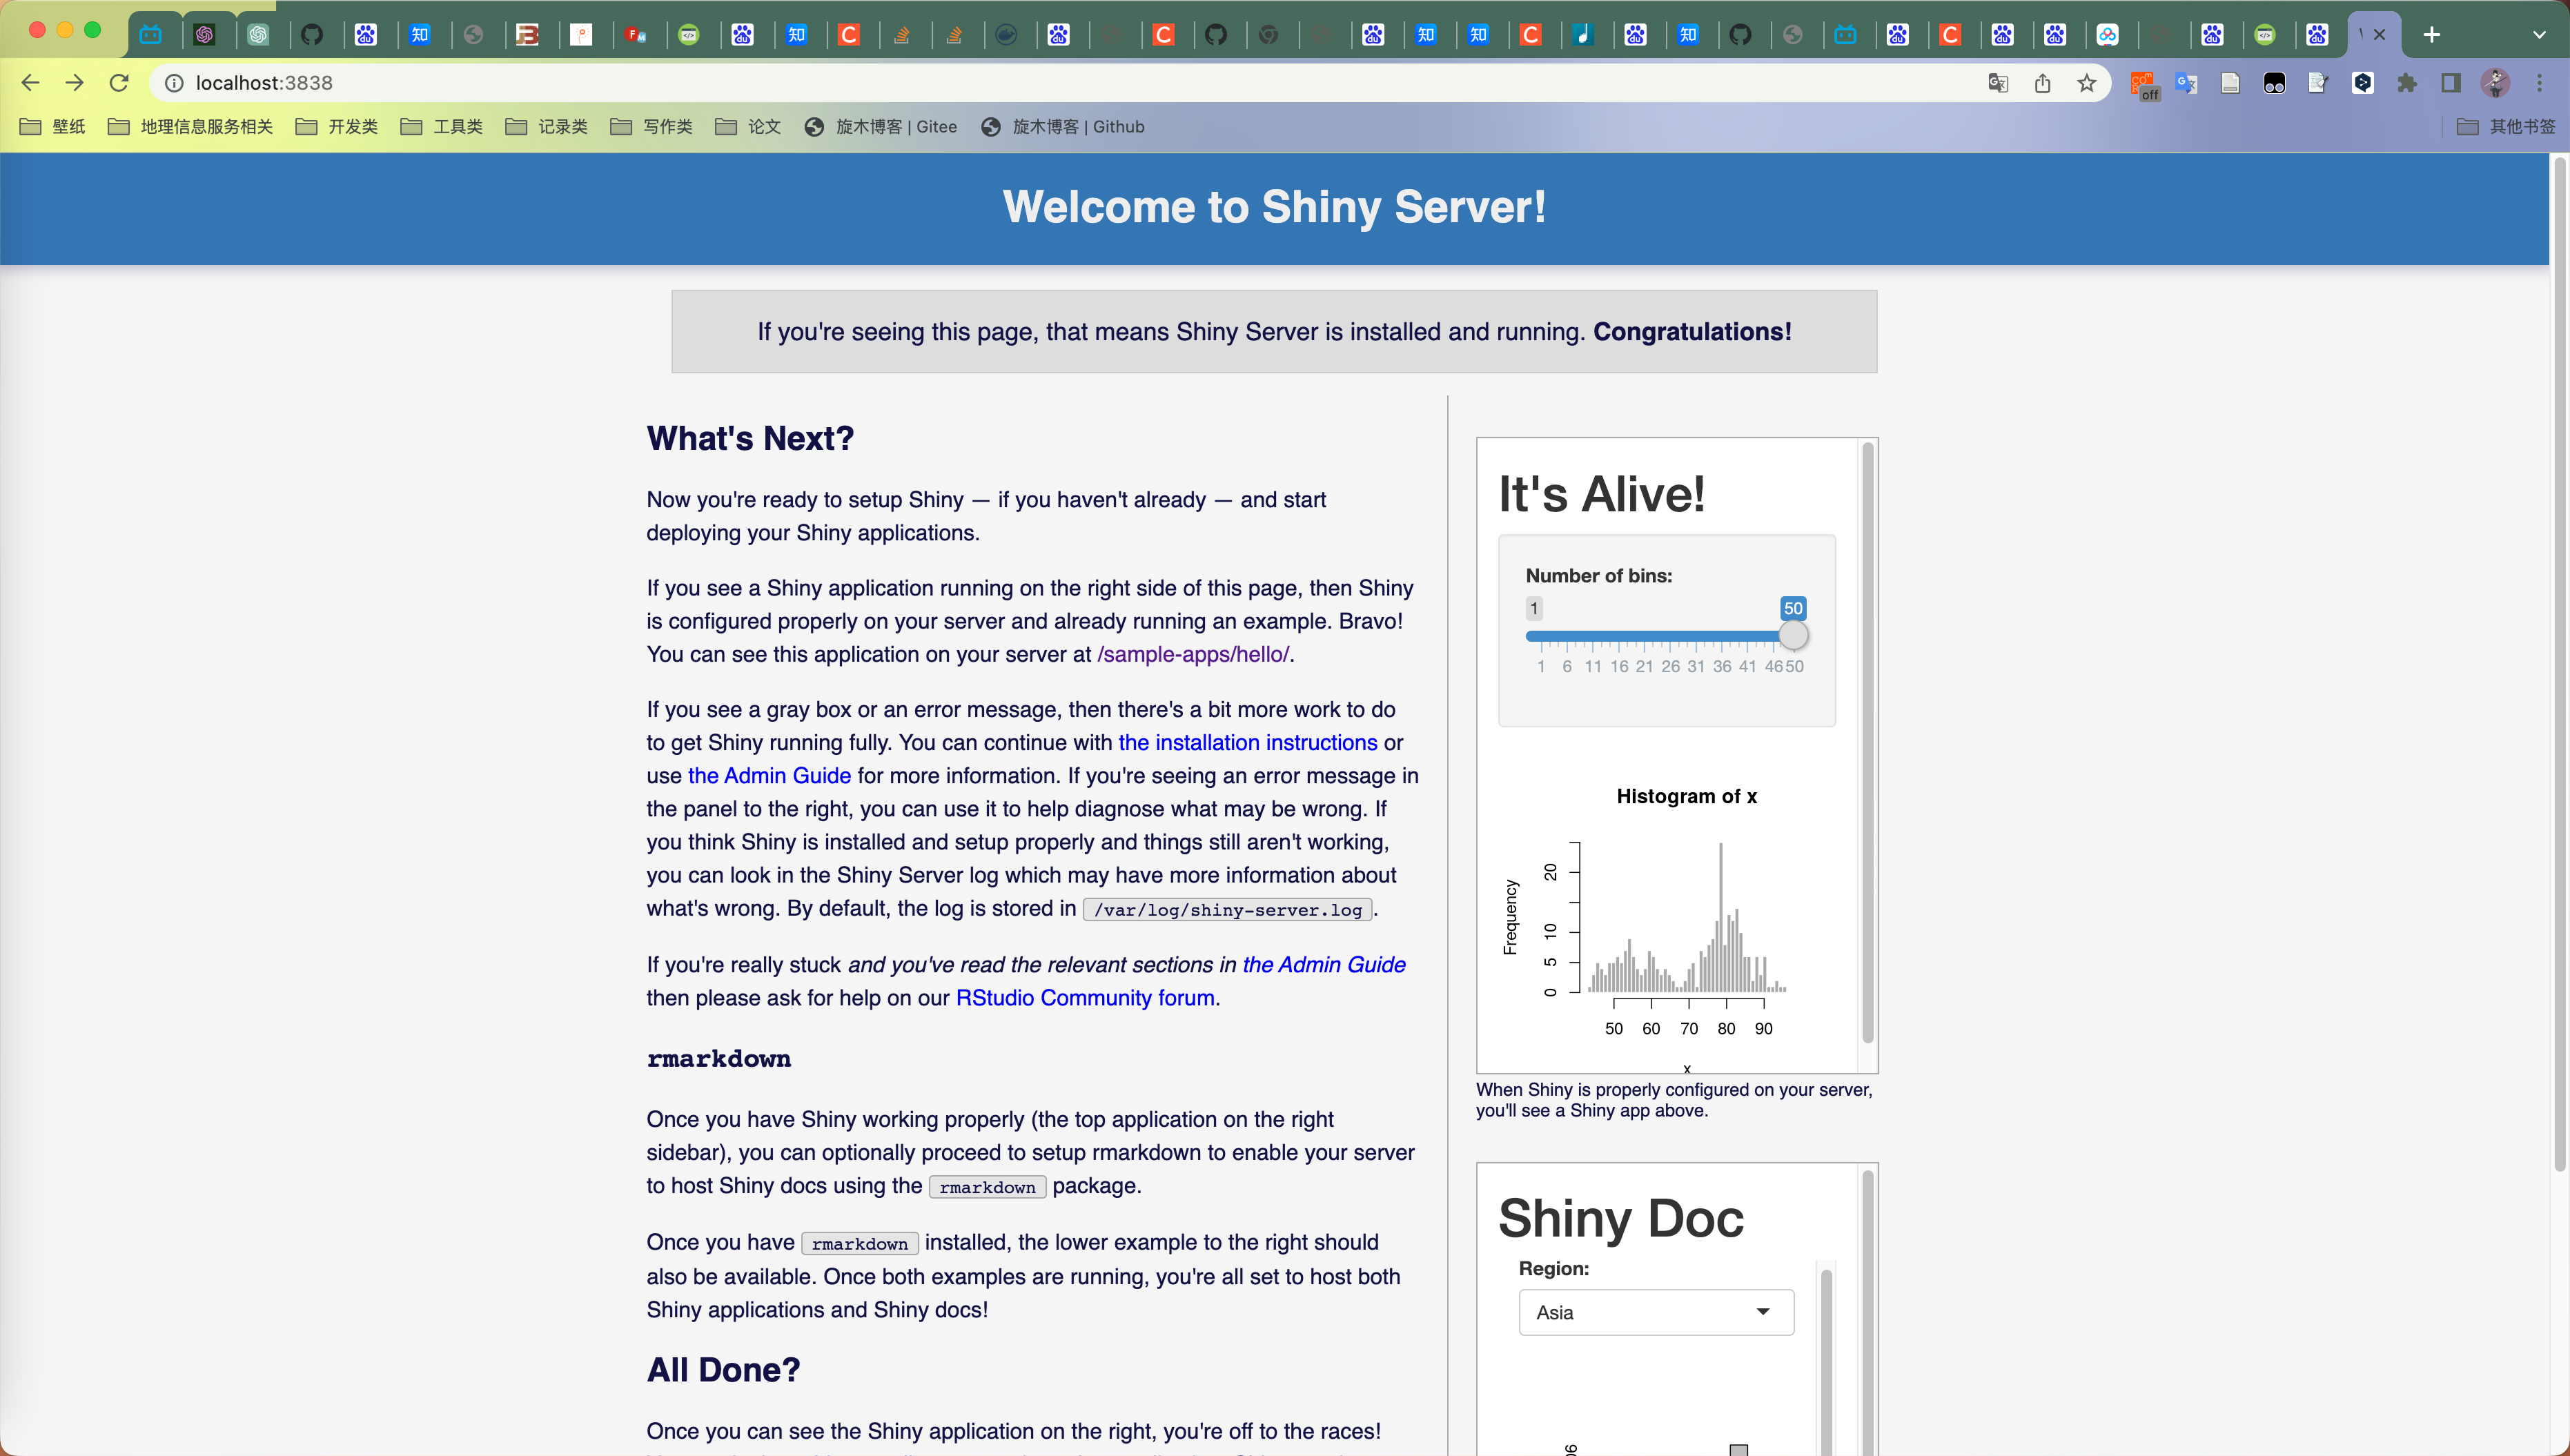 localhost:3838
off
壁纸
地理信息服务相关
开发类
工具类
记录类
写作类
论文
旋木博客 | Gitee
旋木博客 | Github
其他书签
Welcome to Shiny Server!
If you're seeing this page, that means Shiny Server is installed and running. Congratulations!
What's Next?
Now you're ready to setup Shiny — if you haven't already — and start
deploying your Shiny applications.
If you see a Shiny application running on the right side of this page, then Shiny
is configured properly on your server and already running an example. Bravo!
You can see this application on your server at /sample-apps/hello/.
If you see a gray box or an error message, then there's a bit more work to do
to get Shiny running fully. You can continue with the installation instructions or
use the Admin Guide for more information. If you're seeing an error message in
the panel to the right, you can use it to help diagnose what may be wrong. If
you think Shiny is installed and setup properly and things still aren't working,
you can look in the Shiny Server log which may have more information about
what's wrong. By default, the log is stored in /var/log/shiny-server.log.
If you're really stuck and you've read the relevant sections in the Admin Guide
then please ask for help on our RStudio Community forum.
rmarkdown
Once you have Shiny working properly (the top application on the right
sidebar), you can optionally proceed to setup rmarkdown to enable your server
to host Shiny docs using the rmarkdown package.
Once you have rmarkdown installed, the lower example to the right should
also be available. Once both examples are running, you're all set to host both
Shiny applications and Shiny docs!
All Done?
Once you can see the Shiny application on the right, you're off to the races!
It's Alive!
Number of bins:
1 50
1 6 11 16 21 26 31 36 41 46 50
Histogram of x
Frequency
20
10
5
0
50 60 70 80 90
x
When Shiny is properly configured on your server,
you'll see a Shiny app above.
Shiny Doc
Region:
Asia